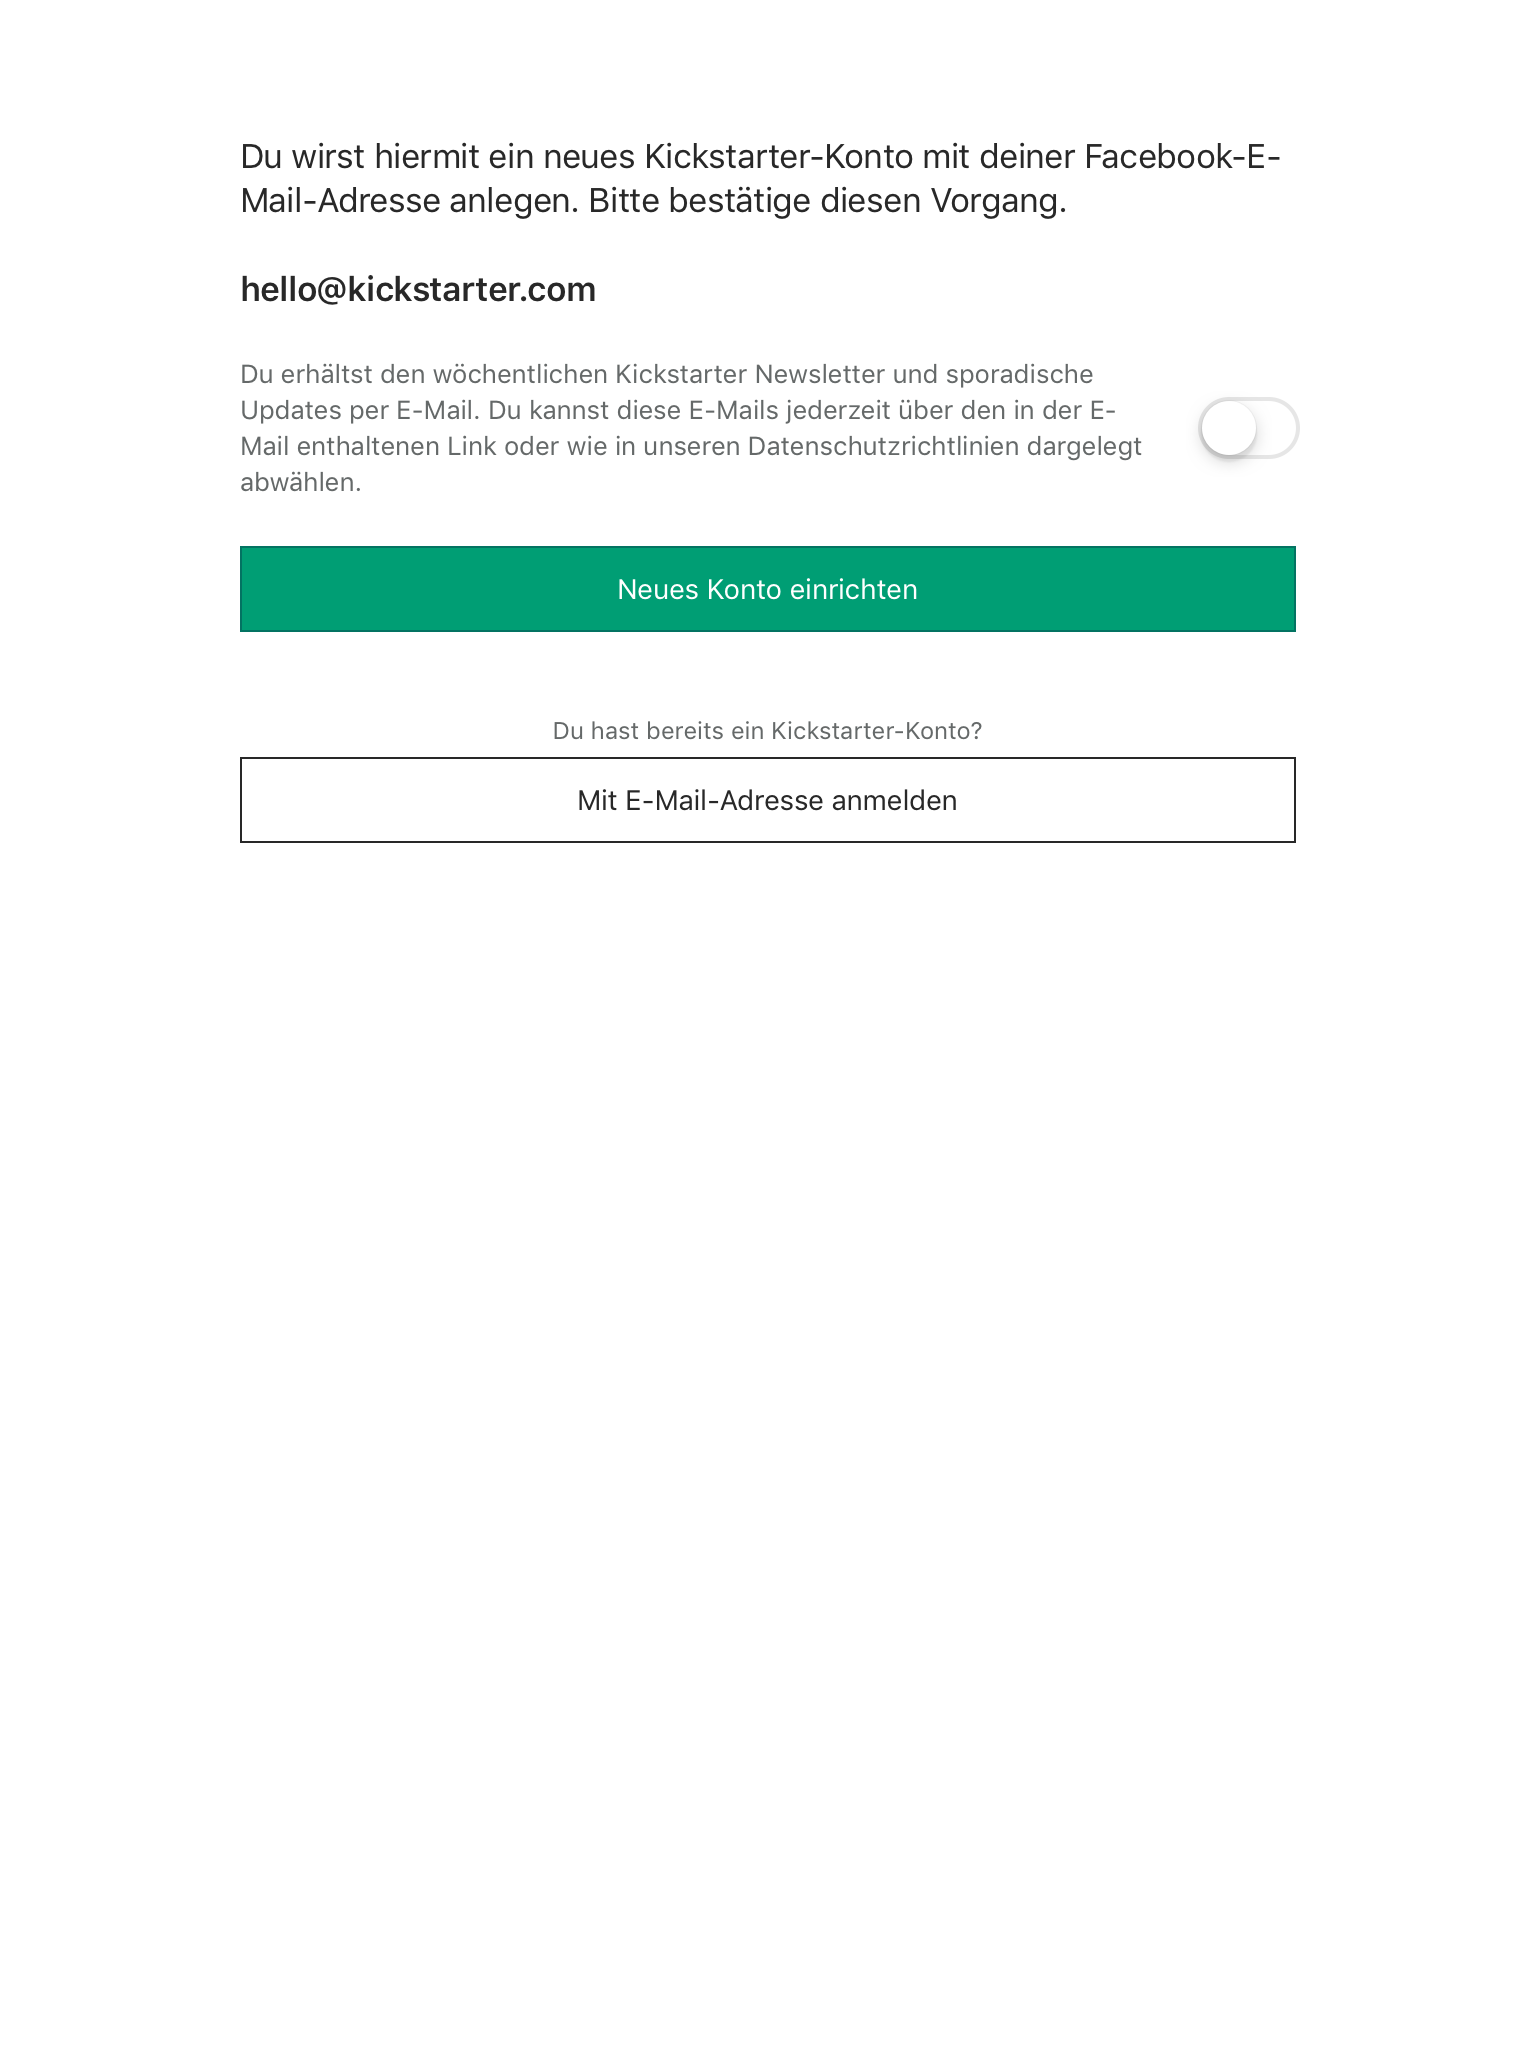 Du wirst hiermit ein neues Kickstarter-Konto mit deiner Facebook-E-
Mail-Adresse anlegen. Bitte bestätige diesen Vorgang.
hello@kickstarter.com
Du erhältst den wöchentlichen Kickstarter Newsletter und sporadische
Updates per E-Mail. Du kannst diese E-Mails jederzeit über den in der E-
Mail enthaltenen Link oder wie in unseren Datenschutzrichtlinien dargelegt
abwählen.
Neues Konto einrichten
Du hast bereits ein Kickstarter-Konto?
Mit E-Mail-Adresse anmelden